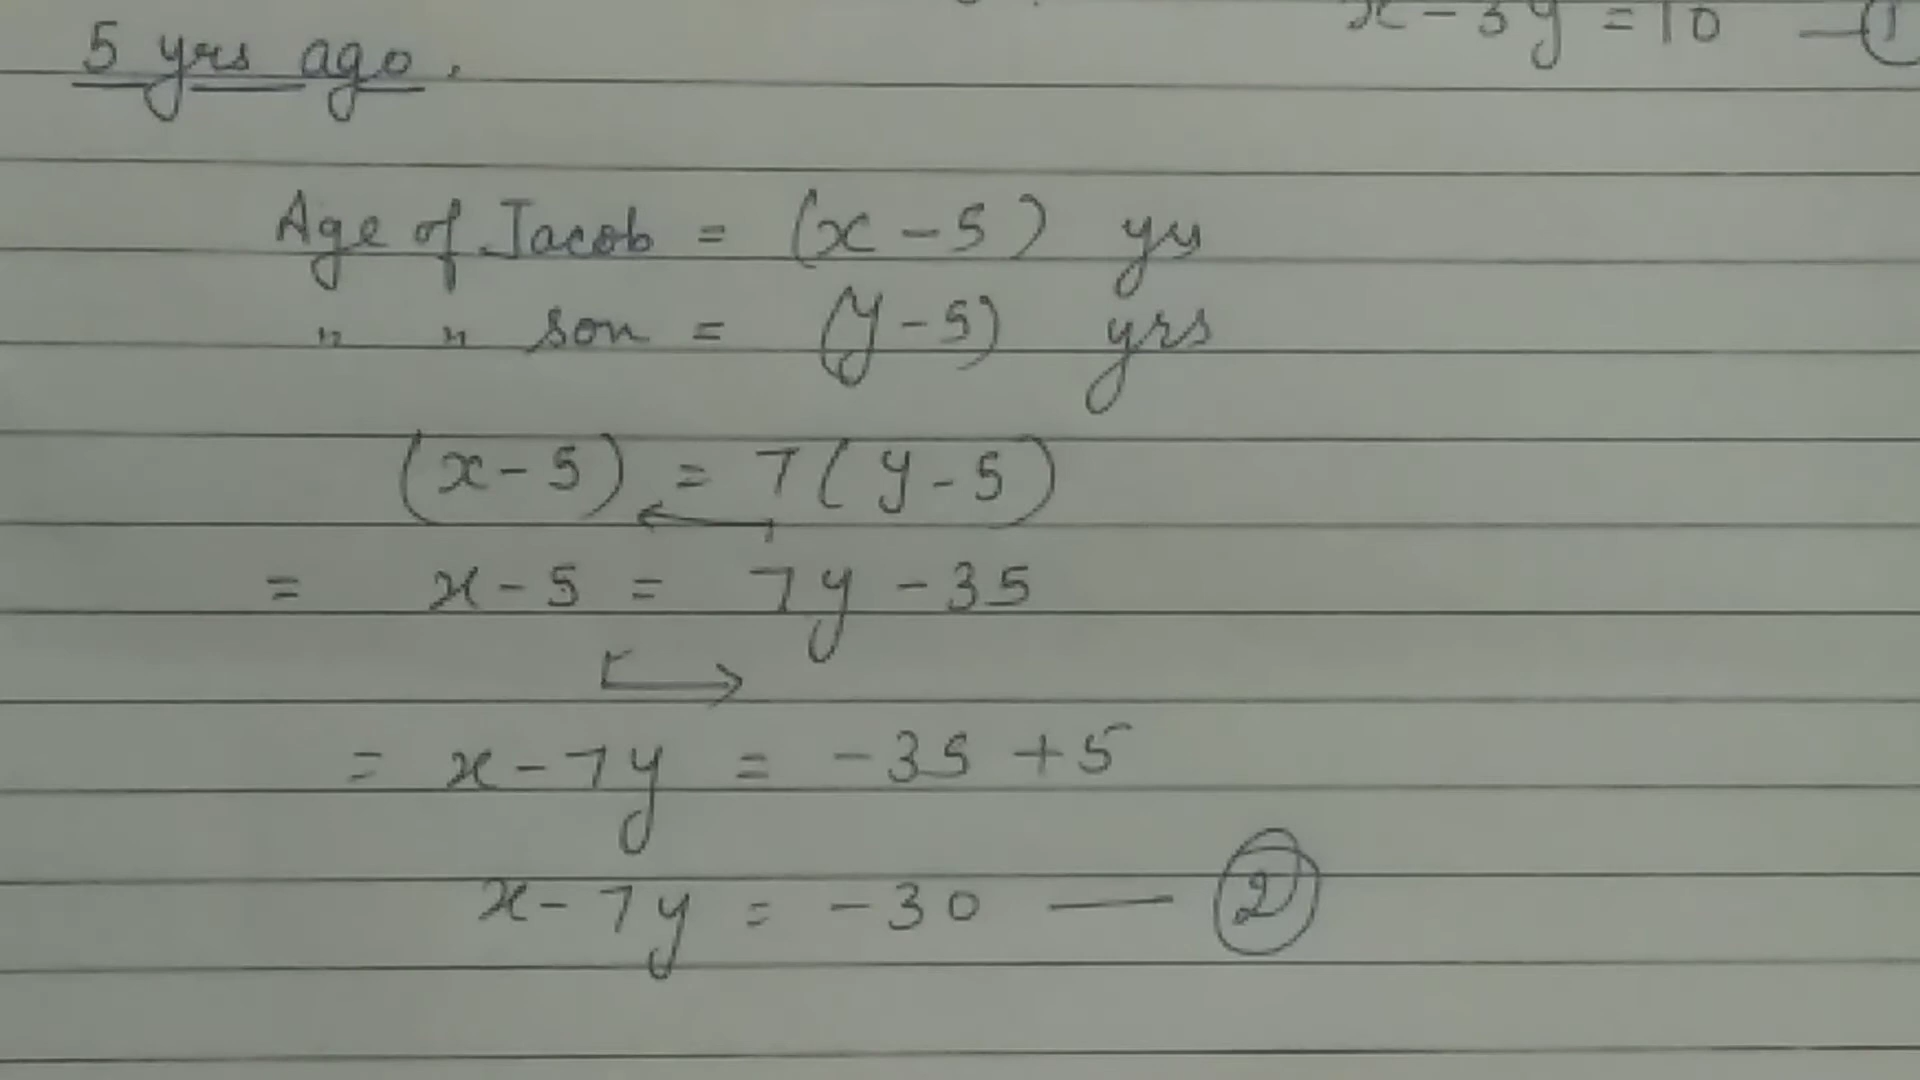 x - 3y = 10 — 1
5 yrs ago.
Age of Jacob = (x - 5) yrs
" " son = (y - 5) yrs
(x - 5) = 7 (y - 5)
= x - 5 = 7y - 35
= x - 7y = -35 + 5
x - 7y = -30 — 2